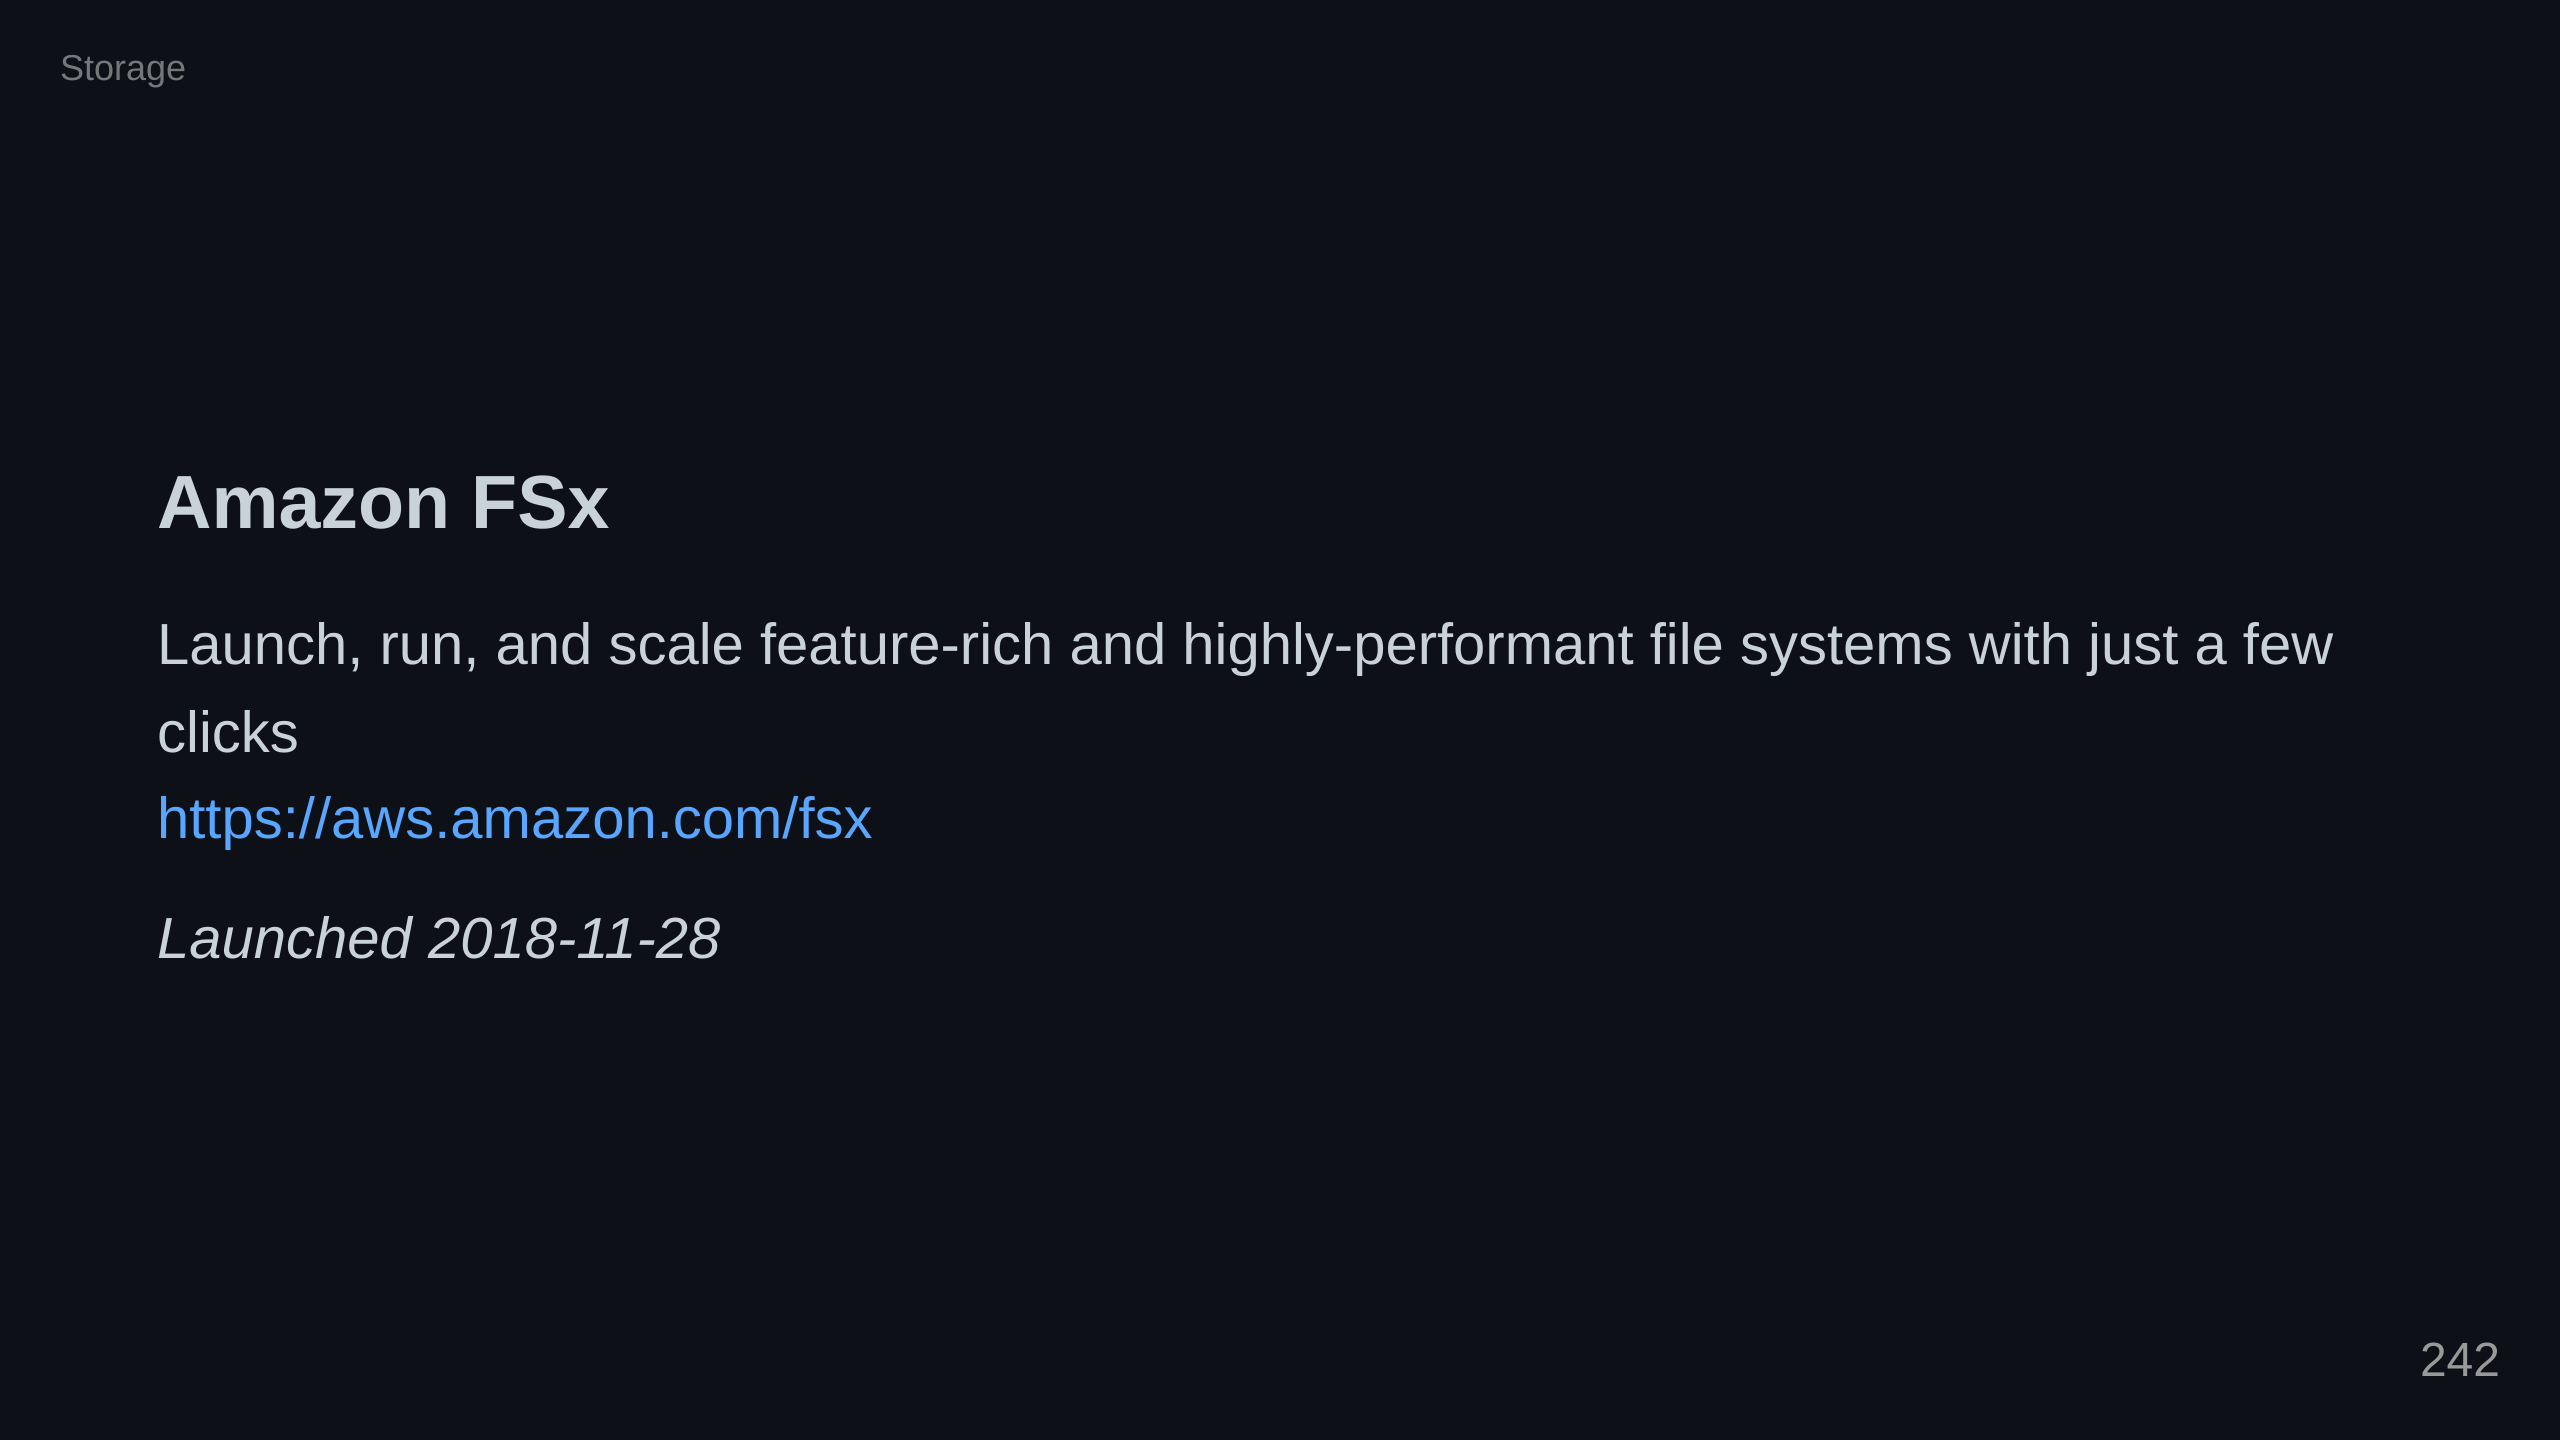 Storage
Amazon FSx
Launch, run, and scale feature-rich and highly-performant file systems with just a few
clicks
https://aws.amazon.com/fsx
Launched 2018-11-28
242